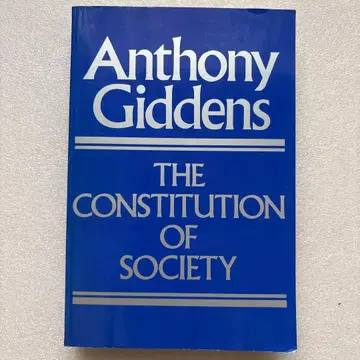 Anthony
Giddens
THE
CONSTITUTION
OF
SOCIETY